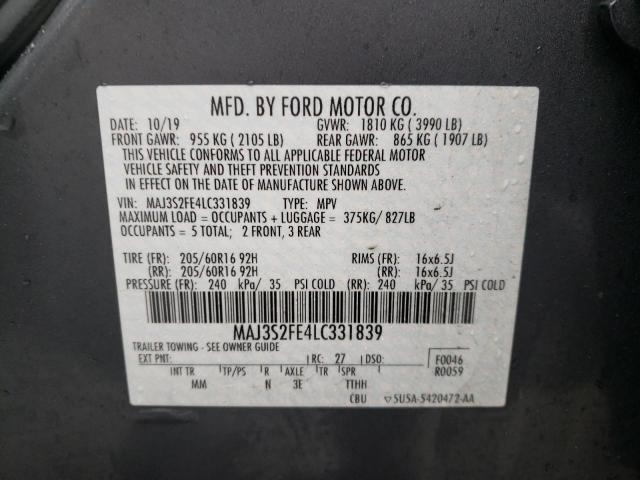 MFD. BY FORD MOTOR CO.
DATE: 10/19 GVWR: 1810 KG ( 3990 LB)
FRONT GAWR: 955 KG ( 2105 LB) REAR GAWR: 865 KG ( 1907 LB)
THIS VEHICLE CONFORMS TO ALL APPLICABLE FEDERAL MOTOR
VEHICLE SAFETY AND THEFT PREVENTION STANDARDS
IN EFFECT ON THE DATE OF MANUFACTURE SHOWN ABOVE.
VIN: MAJ3S2FE4LC331839 TYPE: MPV
MAXIMUM LOAD = OCCUPANTS + LUGGAGE = 375KG/ 827LB
OCCUPANTS = 5 TOTAL; 2 FRONT, 3 REAR
TIRE (FR): 205/60R16 92H RIMS (FR): 16x6.5J
(RR): 205/60R16 92H (RR): 16x6.5J
PRESSURE (FR): 240 kPa/ 35 PSI COLD (RR): 240 kPa/ 35 PSI COLD
MAJ3S2FE4LC331839
TRAILER TOWING - SEE OWNER GUIDE
EXT PNT: RC: 27 DSO: F0046
R0059
INT TR TP/PS R AXLE TR SPR
MM N 3E TTHH
CBU ▽5U5A-5420472-AA